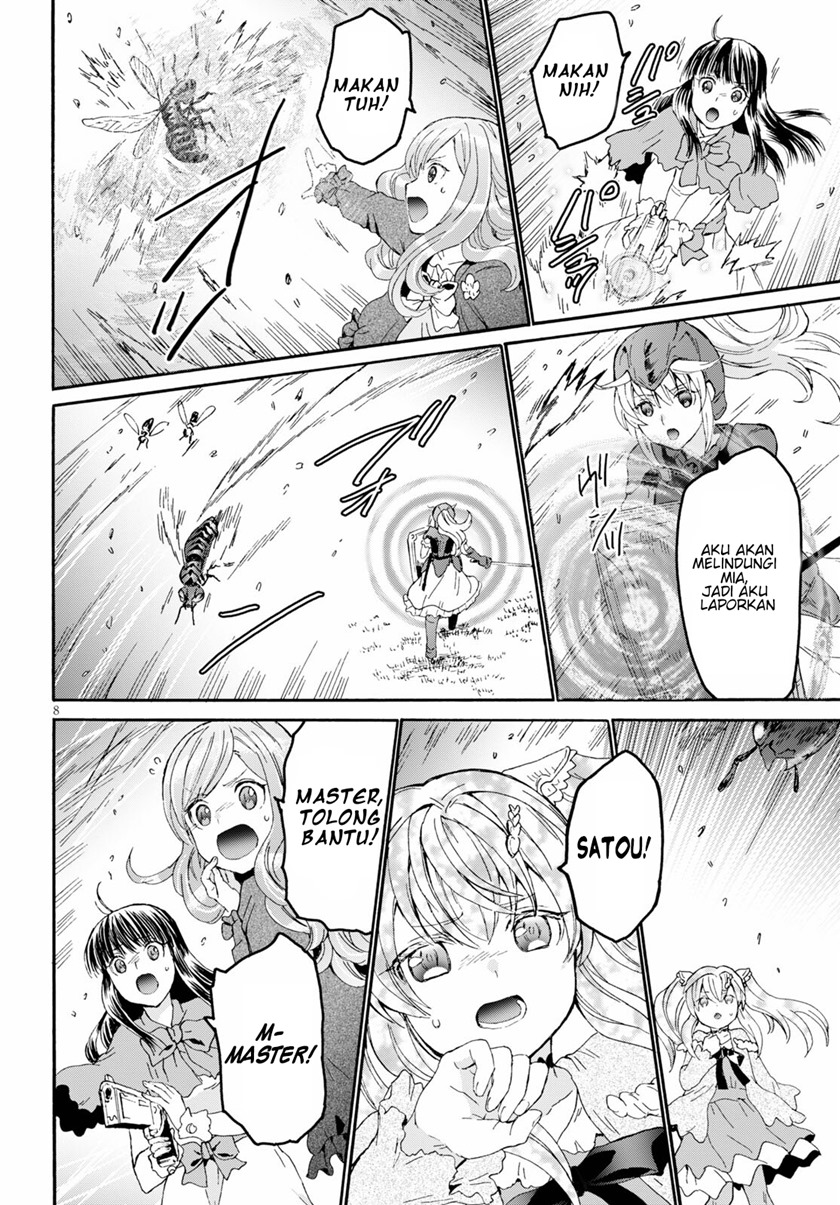 MAKAN
NIH!
MAKAN
TUH!
AKU AKAN
MELINDUNGI
MIA,
JADI AKU
LAPORKAN
8
SATOU!
MASTER,
TOLONG
BANTU!
M-
MASTER!